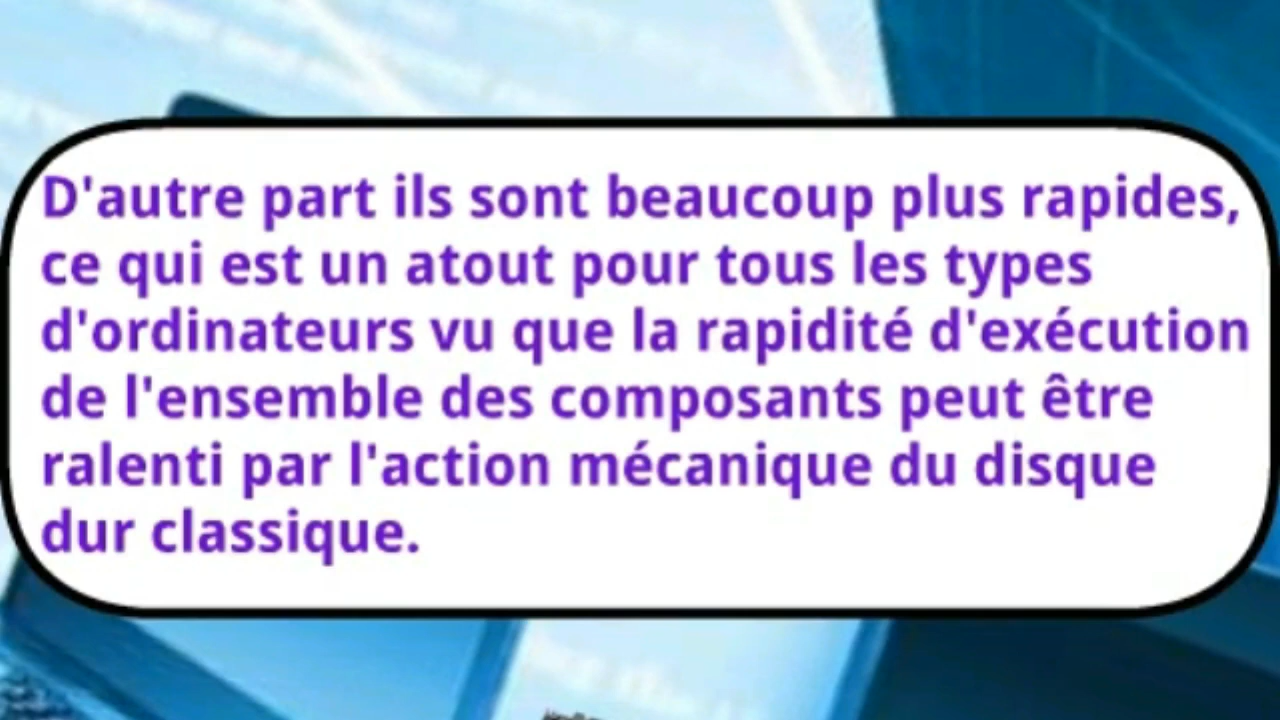 D'autre part ils sont beaucoup plus rapides,
ce qui est un atout pour tous les types
d'ordinateurs vu que la rapidité d'exécution
de l'ensemble des composants peut être
ralenti par l'action mécanique du disque
dur classique.